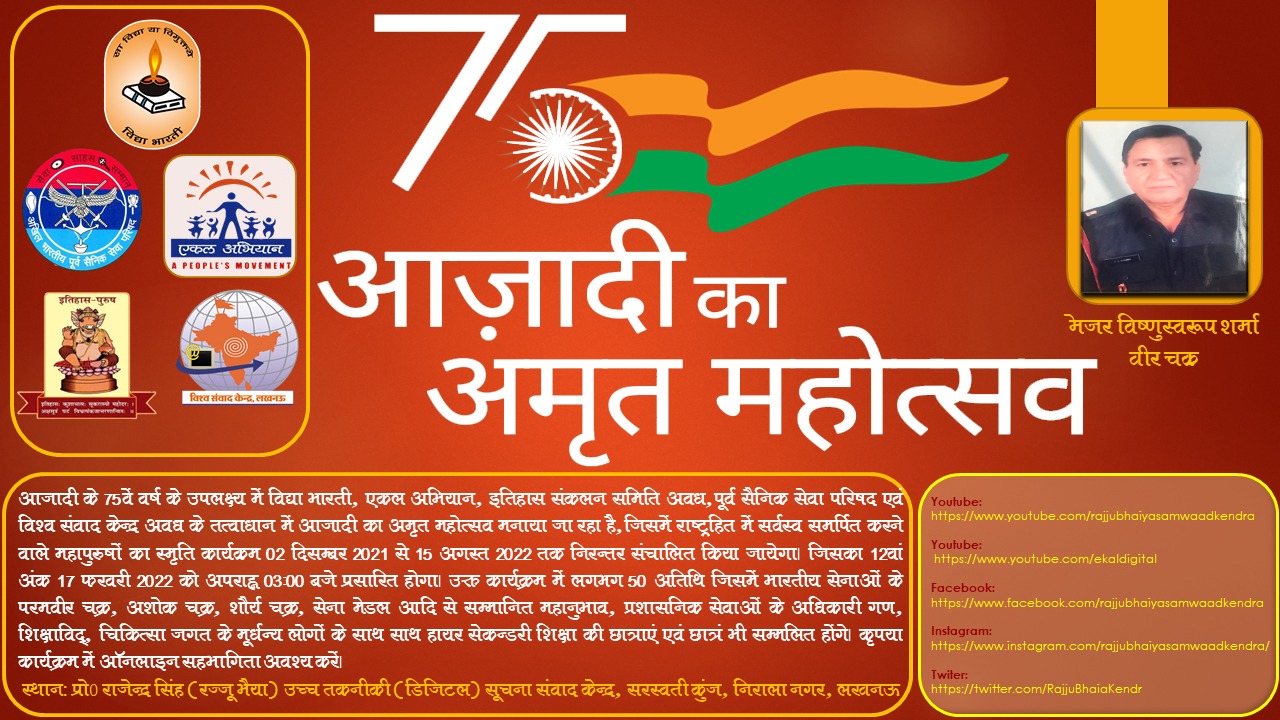 सा विद्या या विमुक्तये
विद्या भारती
सेवा साहस सम्मान
अखिल भारतीय पूर्व सैनिक सेवा परिषद
एकल अभियान
A PEOPLE'S MOVEMENT
इतिहास-पुरुष
विश्व संवाद केन्द्र, लखनऊ
75
आज़ादी का
अमृत महोत्सव
मेजर विष्णुस्वरूप शर्मा
वीर चक्र
आजादी के 75वें वर्ष के उपलक्ष्य में विद्या भारती, एकल अभियान, इतिहास संकलन समिति अवध, पूर्व सैनिक सेवा परिषद एवं
विश्व संवाद केन्द्र अवध के तत्वाधान में आजादी का अमृत महोत्सव मनाया जा रहा है, जिसमें राष्ट्रहित में सर्वस्व समर्पित करने
वाले महापुरुषों का स्मृति कार्यक्रम 02 दिसम्बर 2021 से 15 अगस्त 2022 तक निरन्तर संचालित किया जायेगा। जिसका 12वां
अंक 17 फरवरी 2022 को अपराह्न 03:00 बजे प्रसारित होगा। उक्त कार्यक्रम में लगभग 50 अतिथि जिसमें भारतीय सेनाओं के
परमवीर चक्र, अशोक चक्र, शौर्य चक्र, सेना मेडल आदि से सम्मानित महानुभाव, प्रशासनिक सेवाओं के अधिकारी गण,
शिक्षाविद्, चिकित्सा जगत के मूर्धन्य लोगों के साथ साथ हायर सेकन्डरी शिक्षा की छात्राएं एवं छात्रं भी सम्मलित होंगे। कृपया
कार्यक्रम में ऑनलाइन सहभागिता अवश्य करें।
स्थान: प्रो0 राजेन्द्र सिंह (रज्जू भैया) उच्च तकनीकी (डिजिटल) सूचना संवाद केन्द्र, सरस्वती कुंज, निराला नगर, लखनऊ
Youtube:
https://www.youtube.com/rajjubhaiyasamwaadkendra
Youtube:
https://www.youtube.com/ekaldigital
Facebook:
https://www.facebook.com/rajjubhaiyasamwaadkendra
Instagram:
https://www.instagram.com/rajjubhaiyasamwaadkendra/
Twiter:
https://twitter.com/RajjuBhaiaKendr